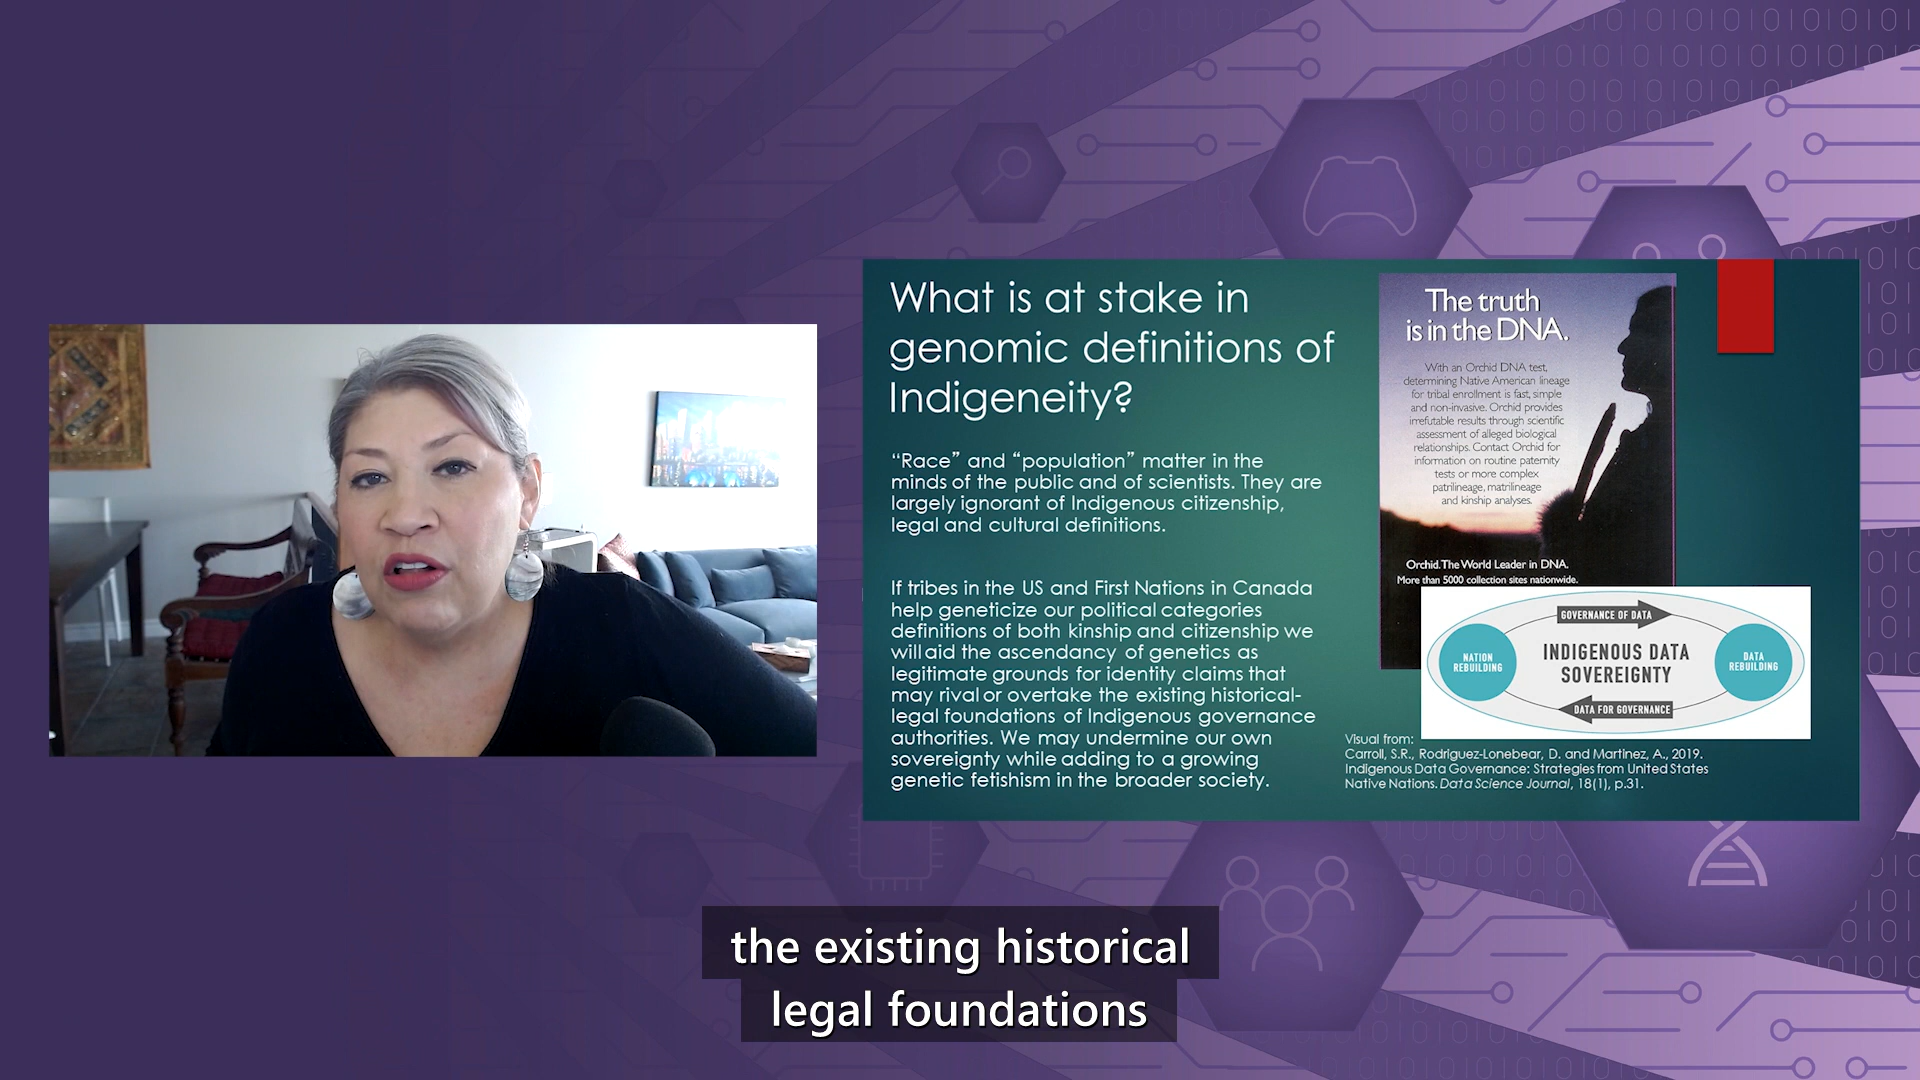 What is at stake in
genomic definitions of
Indigeneity?
“Race” and “population” matter in the
minds of the public and of scientists. They are
largely ignorant of Indigenous citizenship,
legal and cultural definitions.
If tribes in the US and First Nations in Canada
help geneticize our political categories
definitions of both kinship and citizenship we
will aid the ascendancy of genetics as
legitimate grounds for identity claims that
may rival or overtake the existing historical-
legal foundations of Indigenous governance
authorities. We may undermine our own
sovereignty while adding to a growing
genetic fetishism in the broader society.
The truth
is in the DNA.
With an Orchid DNA test,
determining Native American lineage
for tribal enrollment is fast, simple
and non-invasive. Orchid provides
irrefutable results through scientific
assessment of alleged biological
relationships. Contact Orchid for
information on routine paternity
tests or more complex
patrilineage, matrilineage
and kinship analyses.
Orchid. The World Leader in DNA.
More than 5000 collection sites nationwide.
GOVERNANCE OF DATA
NATION
REBUILDING
INDIGENOUS DATA
SOVEREIGNTY
DATA
REBUILDING
DATA FOR GOVERNANCE
Visual from:
Carroll, S.R., Rodriguez-Lonebear, D. and Martinez, A., 2019.
Indigenous Data Governance: Strategies from United States
Native Nations. Data Science Journal, 18(1), p.31.
the existing historical
legal foundations